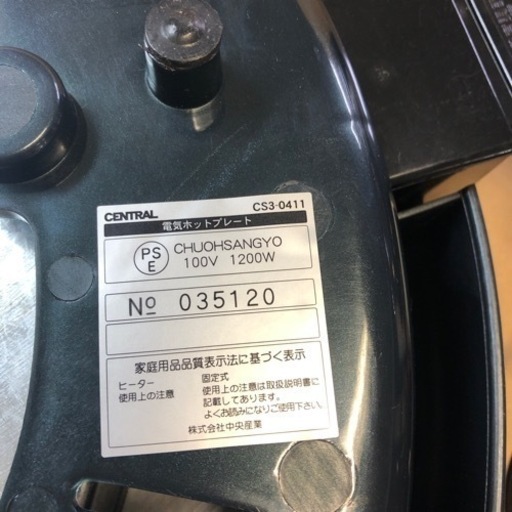 CENTRAL CS3-0411
電気ホットプレート
PS
E
CHUOHSANGYO
100V 1200W
No 035120
家庭用品品質表示法に基づく表示
ヒーター 固定式
使用上の注意 使用上の注意は取扱説明書に
記載してあります。
よくお読みになりご使用下さい。
株式会社中央産業